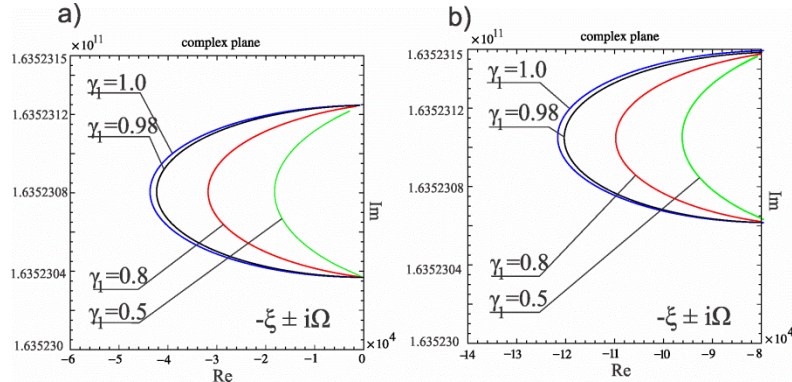 a)
complex plane
×10¹¹
1.6352315
1.6352312
1.6352308
1.6352304
1.635230
γ₁=1.0
γ₁=0.98
γ₁=0.8
γ₁=0.5
-ξ ± iΩ
Im
-6 -5 -4 -3 -2 -1 0
×10⁴
Re
b)
complex plane
×10¹¹
1.6352315
1.6352312
1.6352308
1.6352304
1.635230
γ₁=1.0
γ₁=0.98
γ₁=0.8
γ₁=0.5
-ξ ± iΩ
Im
-14 -13 -12 -11 -10 -9 -8
×10⁴
Re